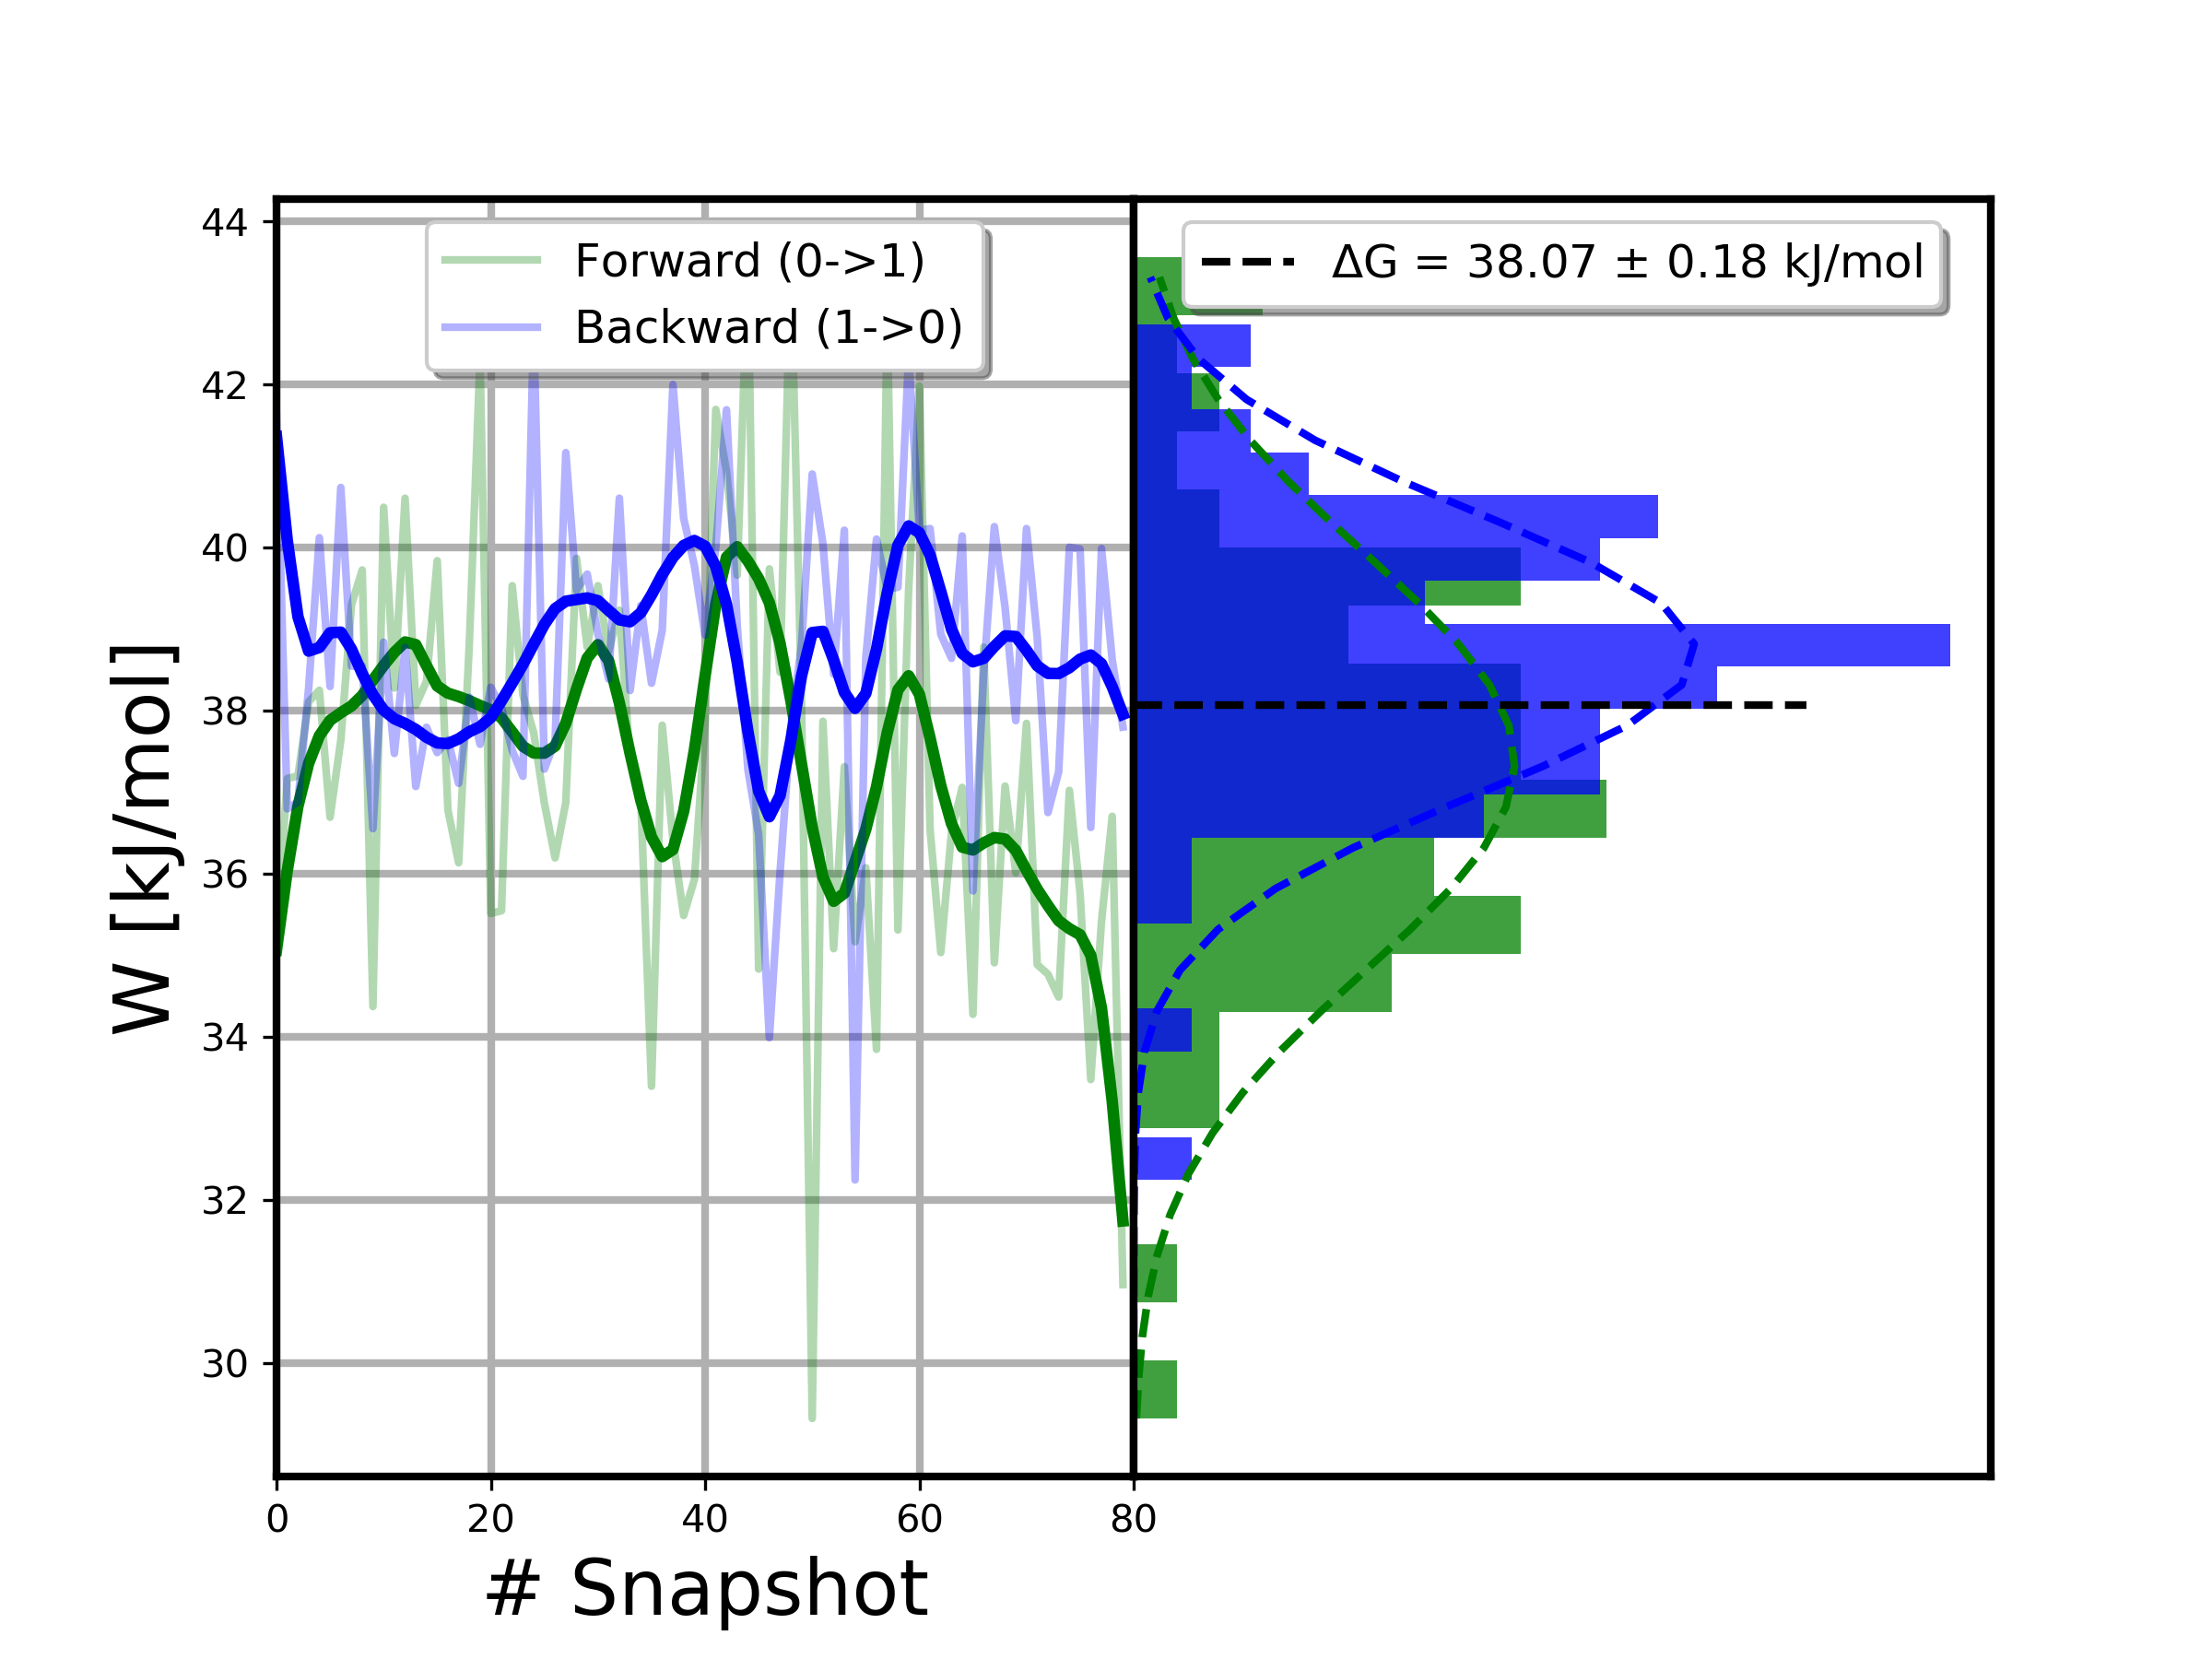 W [kJ/mol]
44
42
40
38
36
34
32
30
Forward (0->1)
Backward (1->0)
ΔG = 38.07 ± 0.18 kJ/mol
0 20 40 60 80
# Snapshot